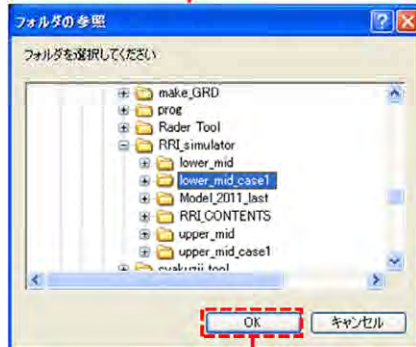 フォルダの参照
フォルダを選択してください
make_GRD
prog
Rader Tool
RRI_simulator
lower_mid
lower_mid_case1
Model_2011_last
RRI_CONTENTS
upper_mid
upper_mid_case1
OK
キャンセル